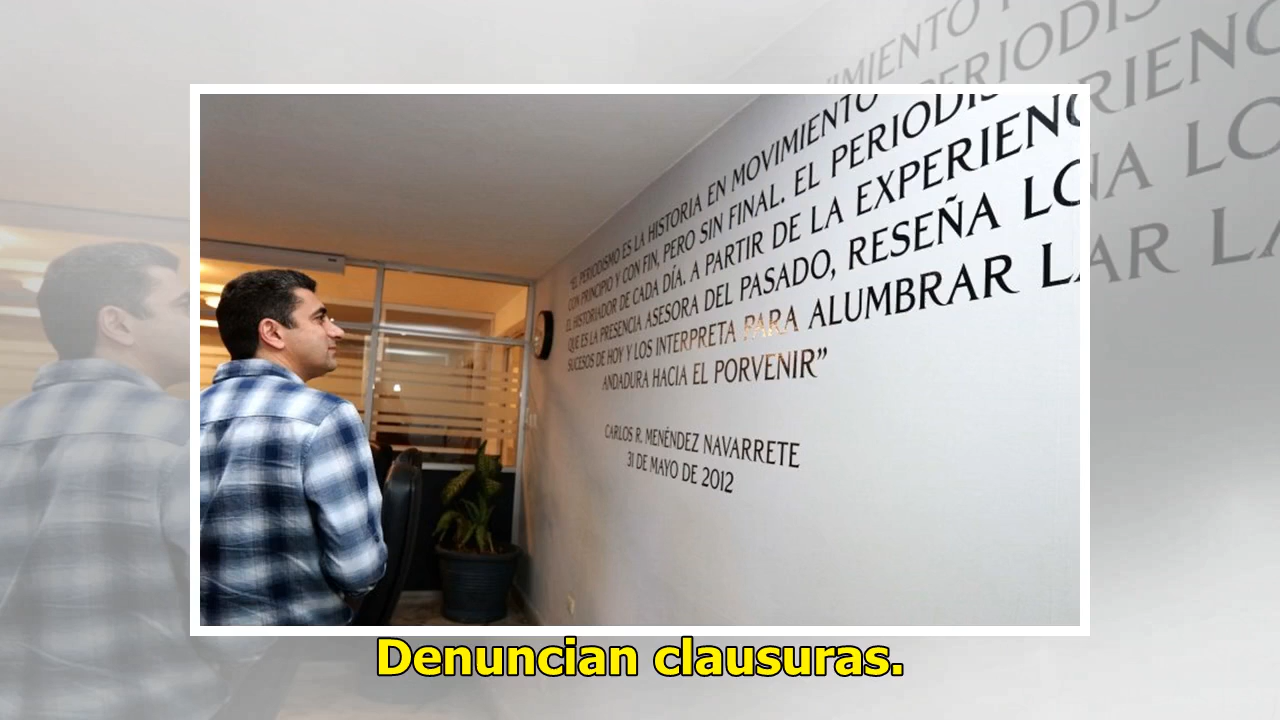 "EL PERIODISMO ES LA HISTORIA EN MOVIMIENTO
CON PRINCIPIO Y CON FIN, PERO SIN FINAL. EL PERIODIS
EL HISTORIADOR DE CADA DÍA. A PARTIR DE LA EXPERIENC
QUE ES LA PRESENCIA ASESORA DEL PASADO, RESEÑA LO
SUCESOS DE HOY Y LOS INTERPRETA PARA ALUMBRAR LA
ANDADURA HACIA EL PORVENIR"
CARLOS R. MENÉNDEZ NAVARRETE
31 DE MAYO DE 2012
Denuncian clausuras.